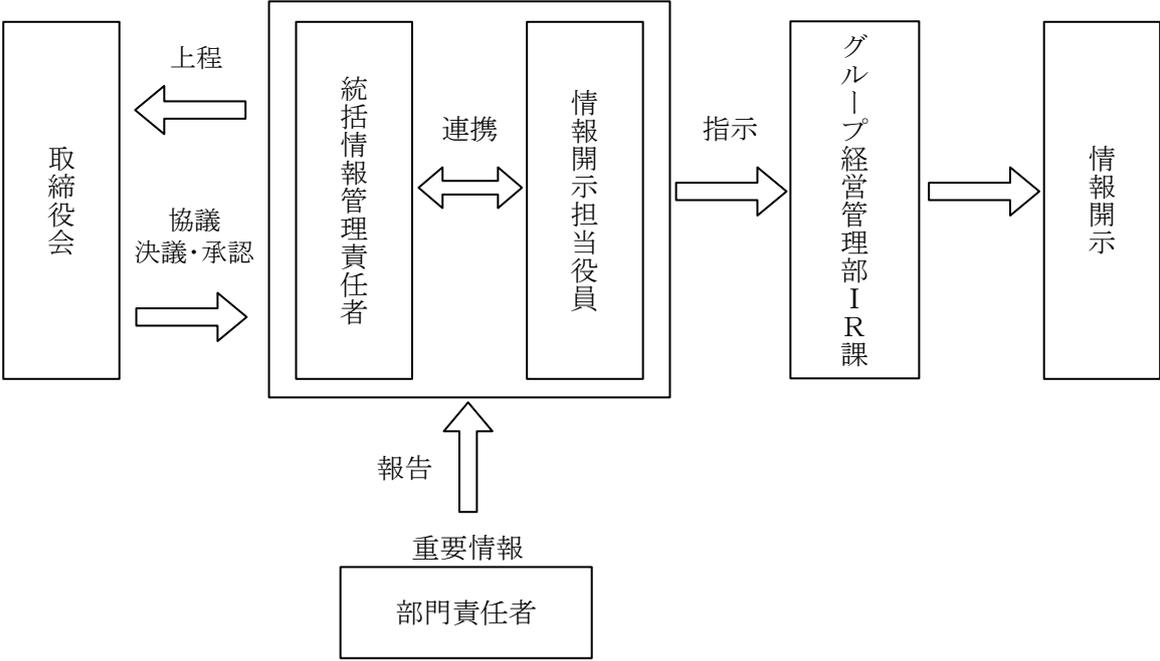 取締役会
上程
協議
決議・承認
統括情報管理責任者
連携
情報開示担当役員
指示
グループ経営管理部ＩＲ課
情報開示
報告
重要情報
部門責任者